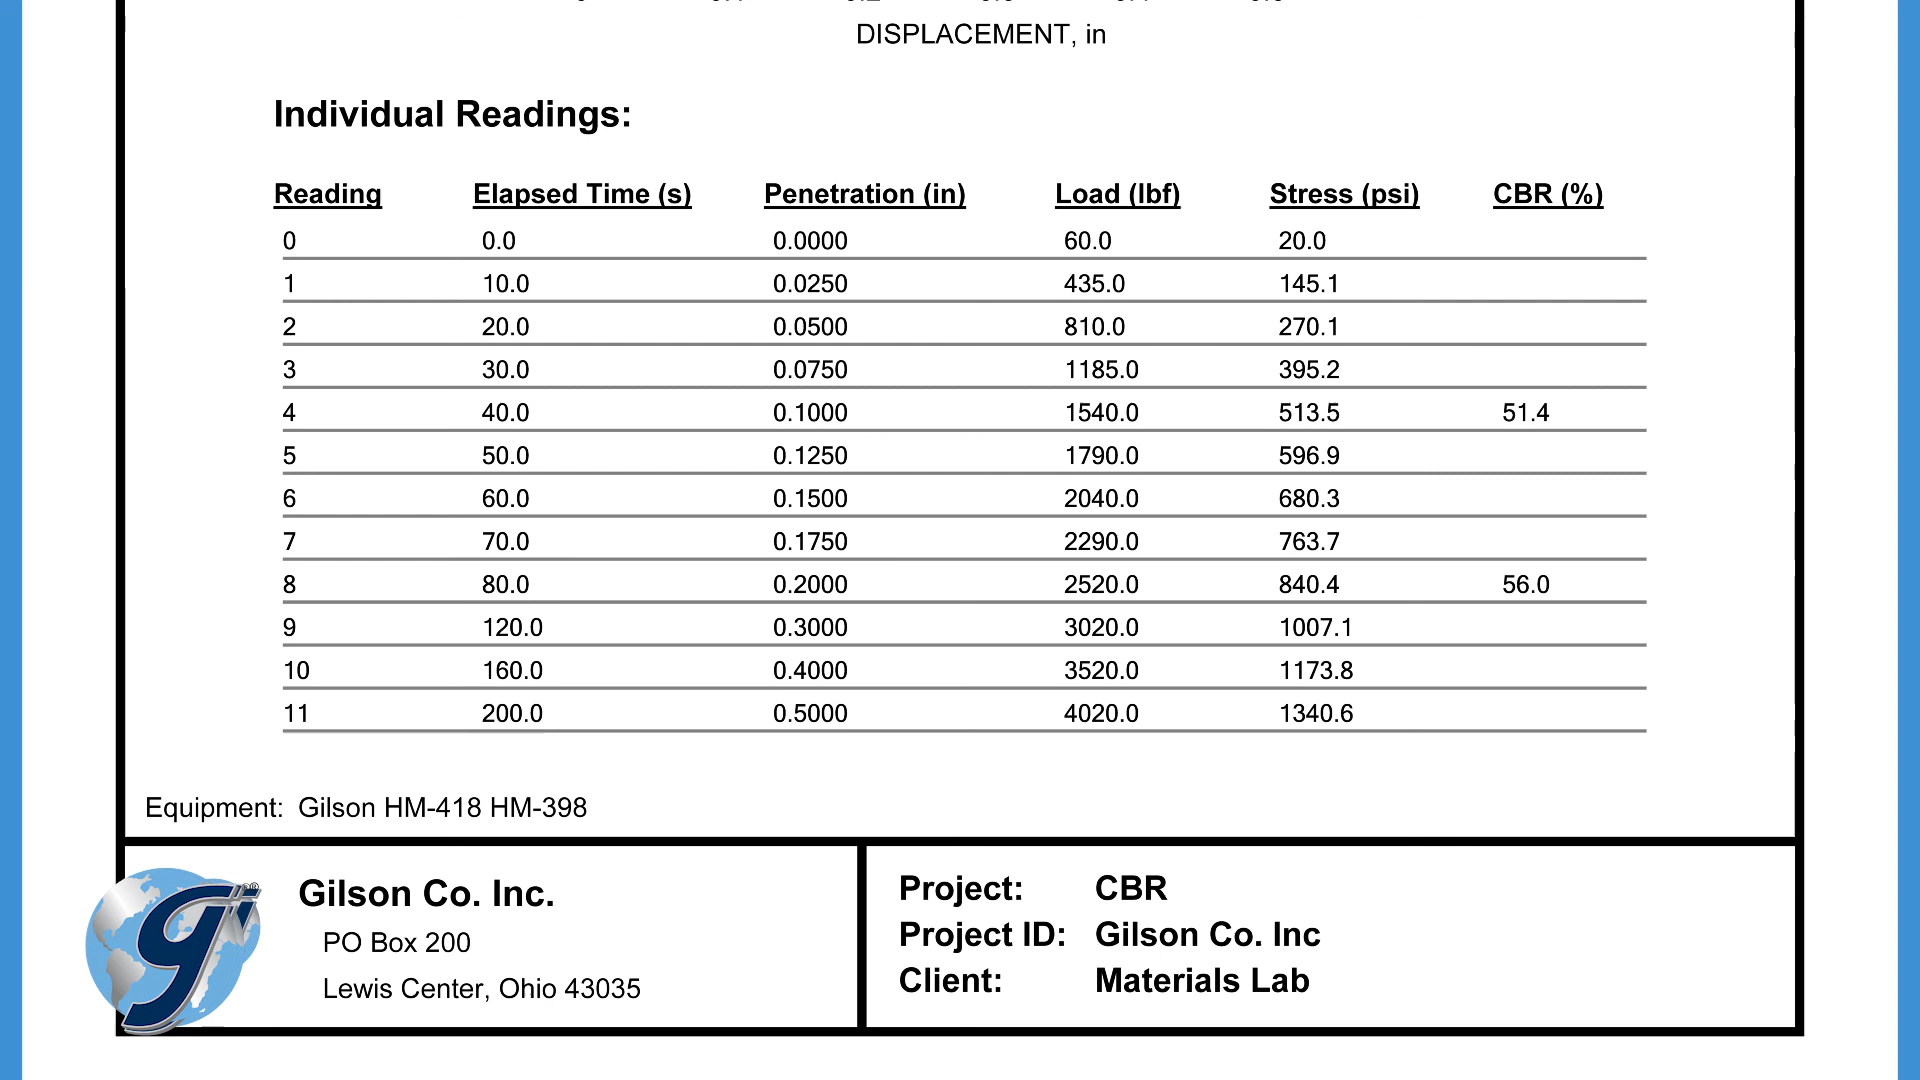 DISPLACEMENT, in
Individual Readings:
Reading Elapsed Time (s) Penetration (in) Load (lbf) Stress (psi) CBR (%)
0 0.0 0.0000 60.0 20.0
1 10.0 0.0250 435.0 145.1
2 20.0 0.0500 810.0 270.1
3 30.0 0.0750 1185.0 395.2
4 40.0 0.1000 1540.0 513.5 51.4
5 50.0 0.1250 1790.0 596.9
6 60.0 0.1500 2040.0 680.3
7 70.0 0.1750 2290.0 763.7
8 80.0 0.2000 2520.0 840.4 56.0
9 120.0 0.3000 3020.0 1007.1
10 160.0 0.4000 3520.0 1173.8
11 200.0 0.5000 4020.0 1340.6
Equipment: Gilson HM-418 HM-398
gi ®
Gilson Co. Inc.
PO Box 200
Lewis Center, Ohio 43035
Project: CBR
Project ID: Gilson Co. Inc
Client: Materials Lab